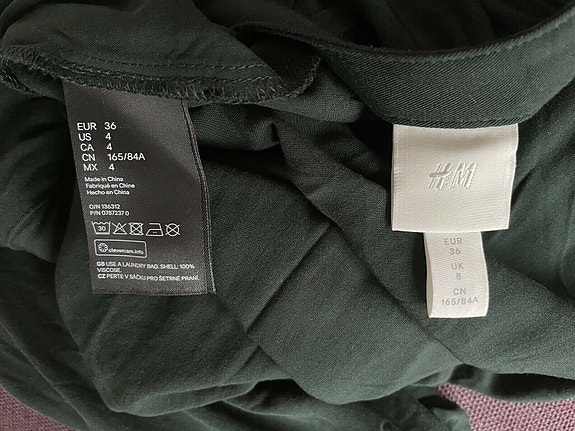 EUR 36
US 4
CA 4
CN 165/84A
MX 4
Made in China
Fabriqué en China
Hecho en China
O/N 136312
P/N 0787237 0
30
clevercare.info
GB USE A LAUNDRY BAG. SHELL: 100%
VISCOSE.
CZ PERTE V SÁČKU PRO ŠETRNÉ PRANÍ.
H&M
EUR
36
UK
8
CN
165/84A